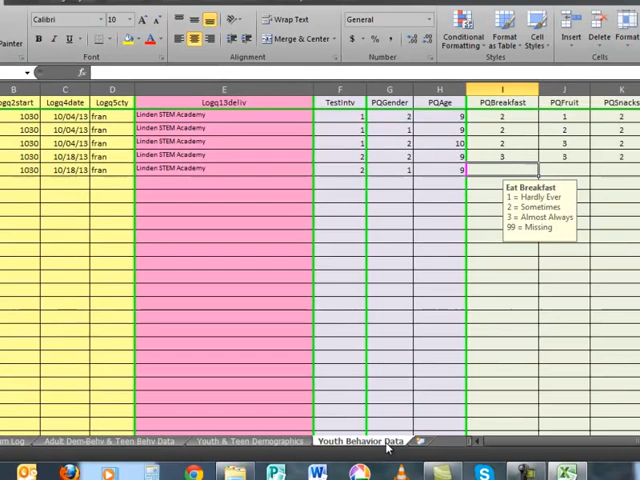 Calibri 10 A A Wrap Text General
Painter B I U A Merge & Center $ % , .0 .00 Conditional Formatting Format as Table Cell Styles Insert Delete Format
Font Alignment Number Styles Cells
fx
B C D E F G H I J K
ogq2start Logq4date Logq5cty Logq13deliv TestIntv PQGender PQAge PQBreakfast PQFruit PQSnacks
1030 10/04/13 fran Linden STEM Academy 1 2 9 2 1 2
1030 10/04/13 fran Linden STEM Academy 1 2 9 2 2 2
1030 10/04/13 fran Linden STEM Academy 1 2 10 2 3 2
1030 10/18/13 fran Linden STEM Academy 2 2 9 3 3 2
1030 10/18/13 fran Linden STEM Academy 2 1 9
Eat Breakfast
1 = Hardly Ever
2 = Sometimes
3 = Almost Always
99 = Missing
m Log Adult Dem-Behv & Teen Behv Data Youth & Teen Demographics Youth Behavior Data